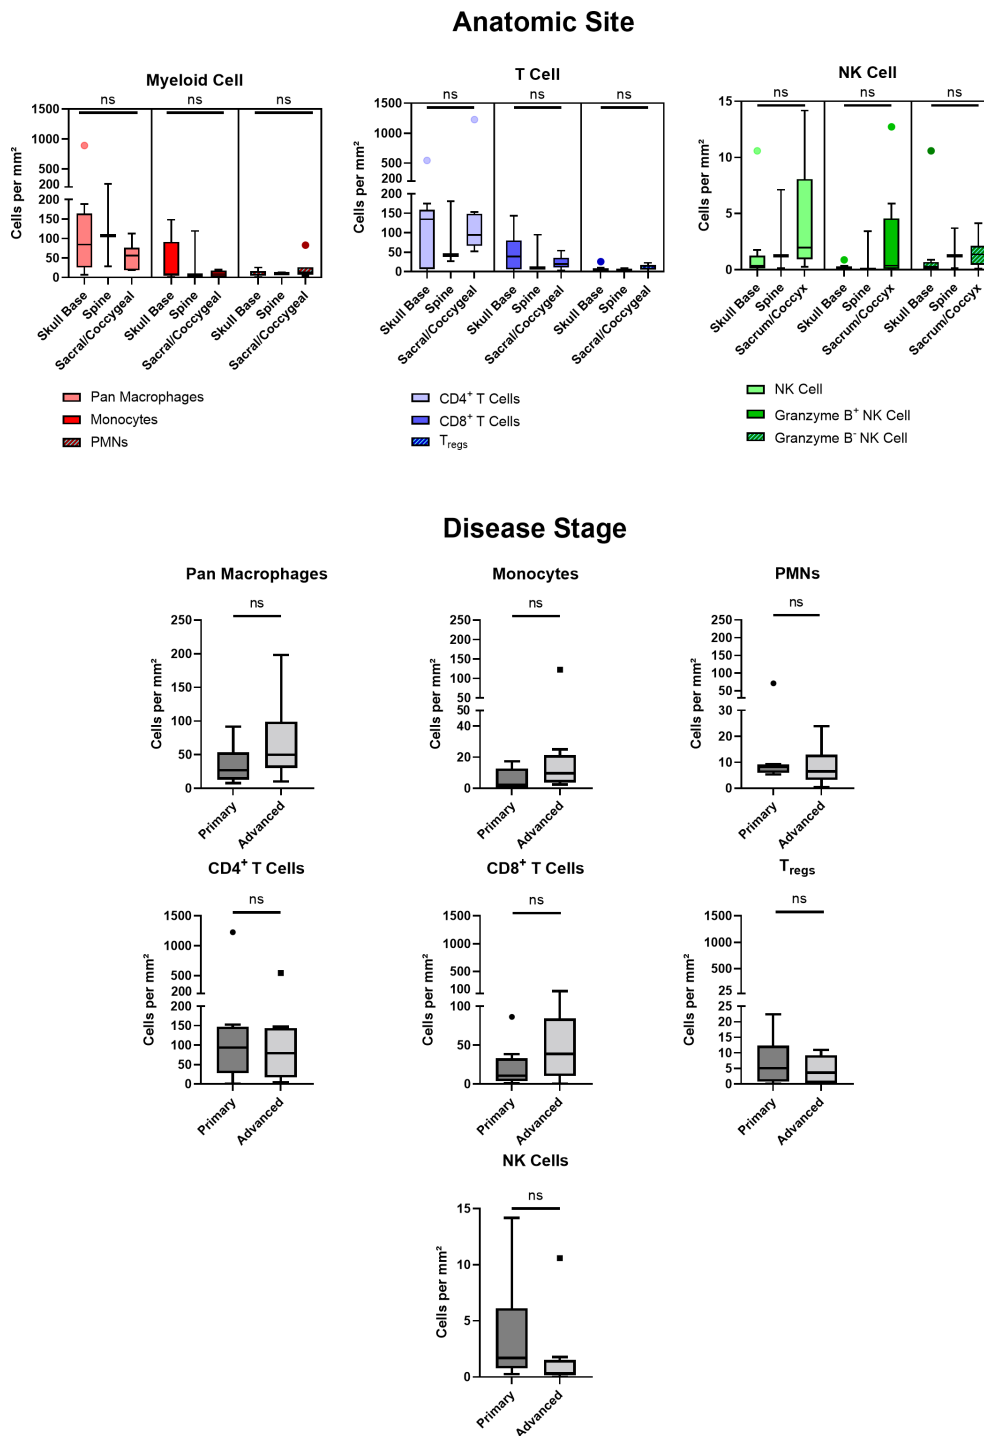 Anatomic Site
Myeloid Cell
ns ns ns
Cells per mm²
1500
1000
500
200
200
150
100
50
0
Skull Base
Spine
Sacral/Coccygeal
Skull Base
Spine
Sacral/Coccygeal
Skull Base
Spine
Sacral/Coccygeal
Pan Macrophages
Monocytes
PMNs
T Cell
ns ns ns
Cells per mm²
1500
1000
500
200
200
150
100
50
0
Skull Base
Spine
Sacral/Coccygeal
Skull Base
Spine
Sacral/Coccygeal
Skull Base
Spine
Sacral/Coccygeal
CD4⁺ T Cells
CD8⁺ T Cells
Tregs
NK Cell
ns ns ns
Cells per mm²
15
10
5
0
Skull Base
Spine
Sacrum/Coccyx
Skull Base
Spine
Sacrum/Coccyx
Skull Base
Spine
Sacrum/Coccyx
NK Cell
Granzyme B⁺ NK Cell
Granzyme B⁻ NK Cell
Disease Stage
Pan Macrophages
ns
Cells per mm²
250
200
150
100
50
0
Primary
Advanced
Monocytes
ns
Cells per mm²
250
200
150
100
50
60
40
20
0
Primary
Advanced
PMNs
ns
Cells per mm²
250
200
150
100
50
30
20
10
0
Primary
Advanced
CD4⁺ T Cells
ns
Cells per mm²
1500
1000
500
200
200
150
100
50
0
Primary
Advanced
CD8⁺ T Cells
ns
Cells per mm²
1500
1000
500
100
100
50
0
Primary
Advanced
Tregs
ns
Cells per mm²
1500
1000
500
25
25
20
15
10
5
0
Primary
Advanced
NK Cells
ns
Cells per mm²
15
10
5
0
Primary
Advanced